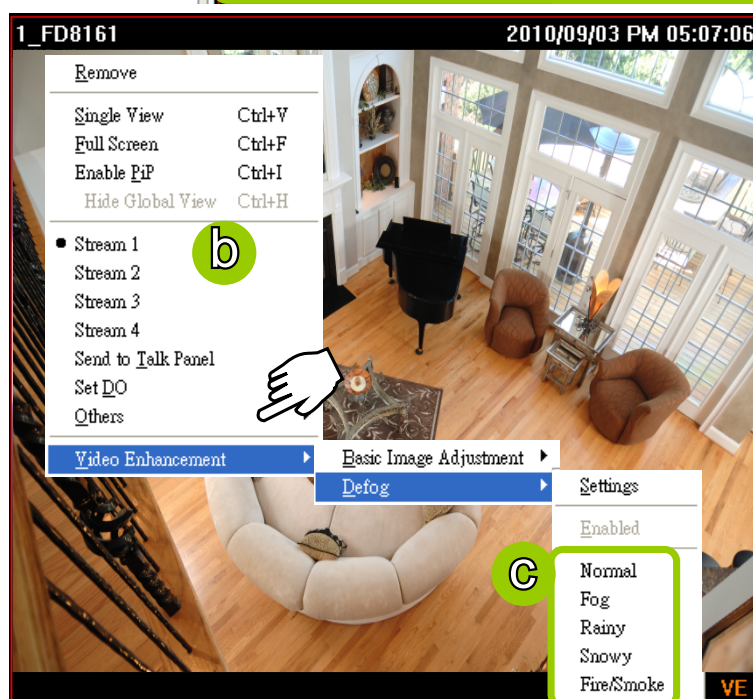 1_FD8161 2010/09/03 PM 05:07:06
Remove
Single View Ctrl+V
Full Screen Ctrl+F
Enable PiP Ctrl+I
Hide Global View Ctrl+H
Stream 1
b
Stream 2
Stream 3
Stream 4
Send to Talk Panel
Set DO
Others
Video Enhancement
Basic Image Adjustment
Defog
Settings
Enabled
c
Normal
Fog
Rainy
Snowy
Fire/Smoke
VE